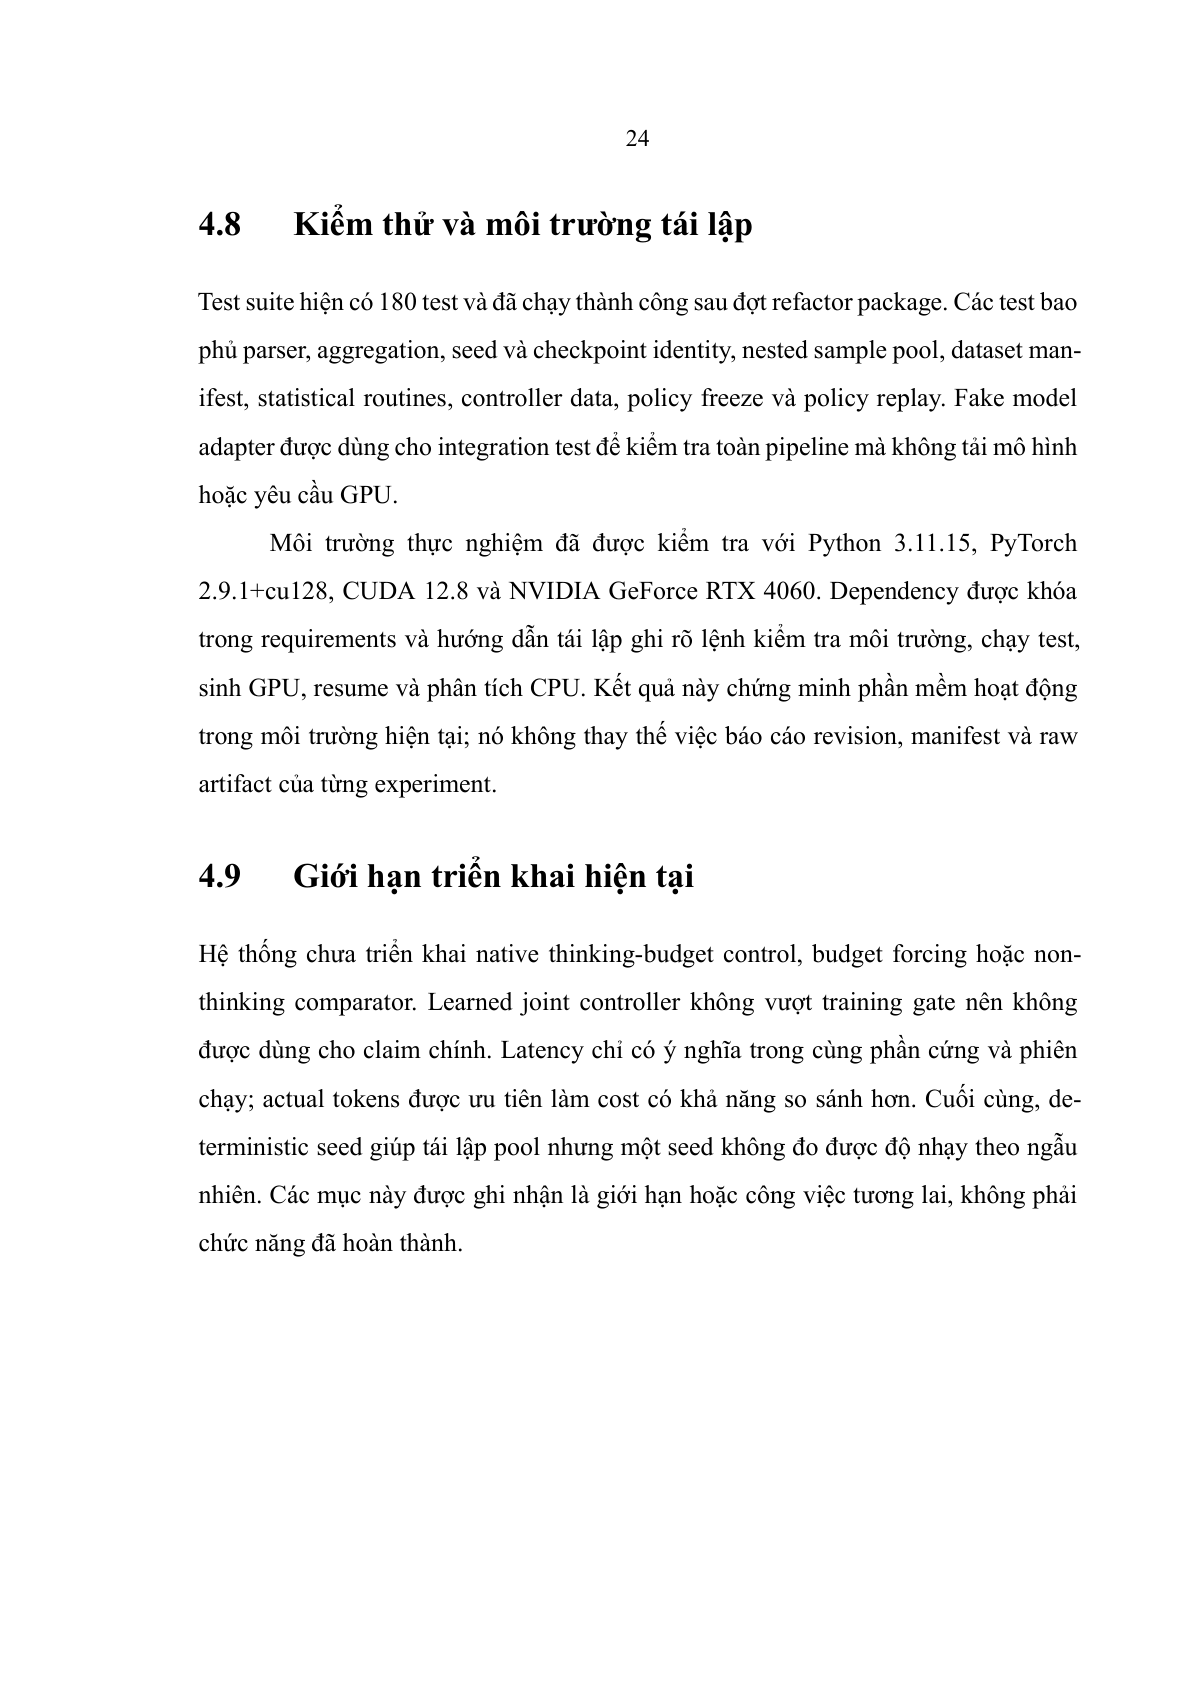 24
4.8 Kiểm thử và môi trường tái lập
Test suite hiện có 180 test và đã chạy thành công sau đợt refactor package. Các test bao
phủ parser, aggregation, seed và checkpoint identity, nested sample pool, dataset man-
ifest, statistical routines, controller data, policy freeze và policy replay. Fake model
adapter được dùng cho integration test để kiểm tra toàn pipeline mà không tải mô hình
hoặc yêu cầu GPU.
Môi trường thực nghiệm đã được kiểm tra với Python 3.11.15, PyTorch
2.9.1+cu128, CUDA 12.8 và NVIDIA GeForce RTX 4060. Dependency được khóa
trong requirements và hướng dẫn tái lập ghi rõ lệnh kiểm tra môi trường, chạy test,
sinh GPU, resume và phân tích CPU. Kết quả này chứng minh phần mềm hoạt động
trong môi trường hiện tại; nó không thay thế việc báo cáo revision, manifest và raw
artifact của từng experiment.
4.9 Giới hạn triển khai hiện tại
Hệ thống chưa triển khai native thinking-budget control, budget forcing hoặc non-
thinking comparator. Learned joint controller không vượt training gate nên không
được dùng cho claim chính. Latency chỉ có ý nghĩa trong cùng phần cứng và phiên
chạy; actual tokens được ưu tiên làm cost có khả năng so sánh hơn. Cuối cùng, de-
terministic seed giúp tái lập pool nhưng một seed không đo được độ nhạy theo ngẫu
nhiên. Các mục này được ghi nhận là giới hạn hoặc công việc tương lai, không phải
chức năng đã hoàn thành.